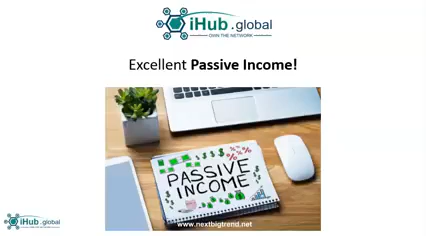 iHub.global
OWN THE NETWORK
Excellent Passive Income!
% % %
PASSIVE
INCOME
www.nextbigtrend.net
iHub.global